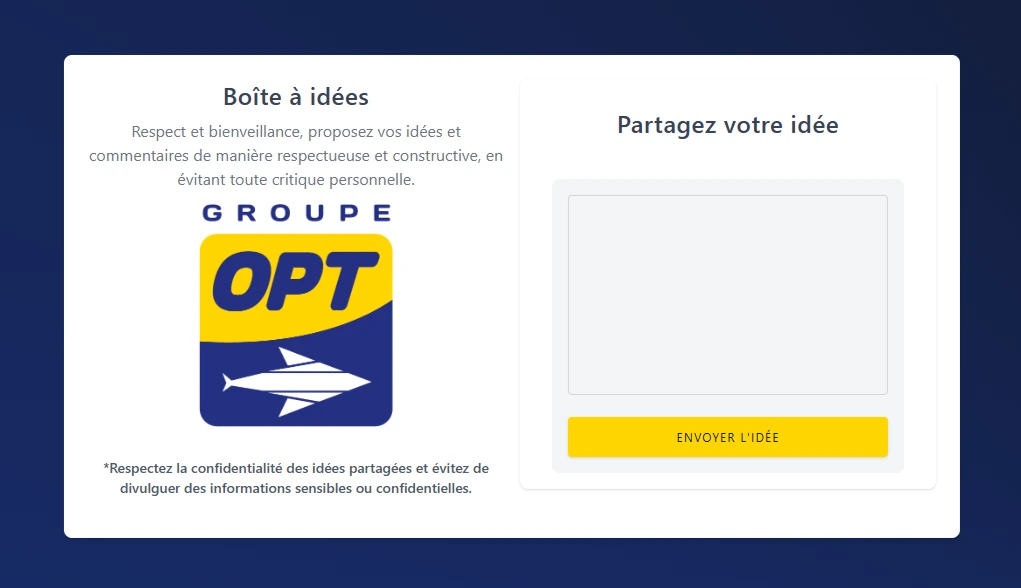 Boîte à idées
Respect et bienveillance, proposez vos idées et
commentaires de manière respectueuse et constructive, en
évitant toute critique personnelle.
GROUPE
OPT
*Respectez la confidentialité des idées partagées et évitez de
divulguer des informations sensibles ou confidentielles.
Partagez votre idée
ENVOYER L'IDÉE